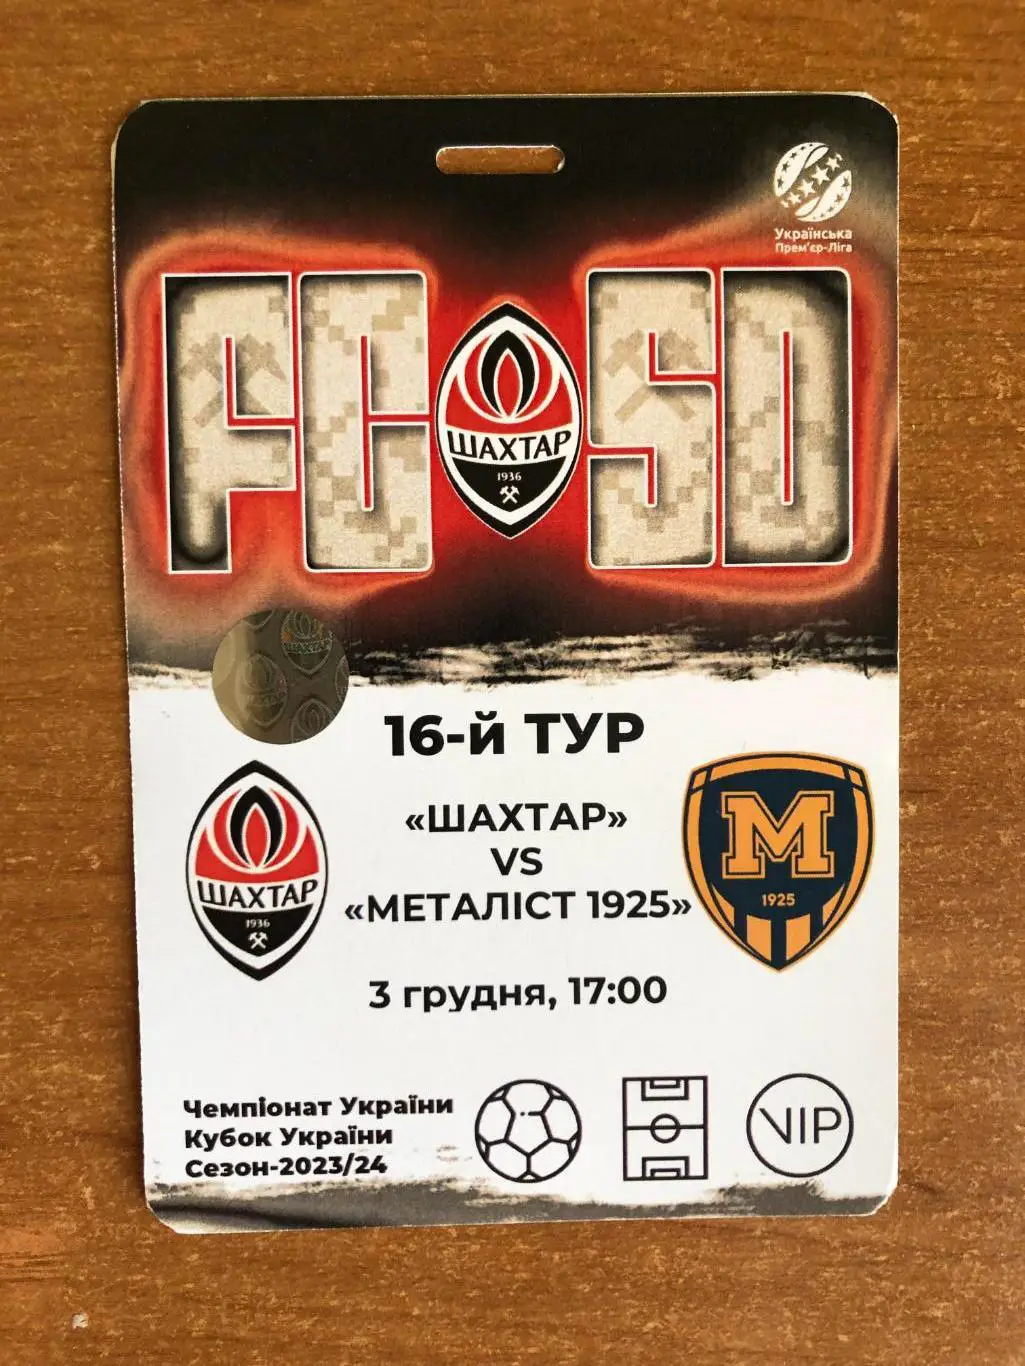 Українська
Прем'єр-Ліга
FC SD
ШАХТАР
1936
16-й ТУР
«ШАХТАР»
VS
«МЕТАЛІСТ 1925»
ШАХТАР
1936
M
1925
3 грудня, 17:00
Чемпіонат України
Кубок України
Сезон-2023/24
VIP